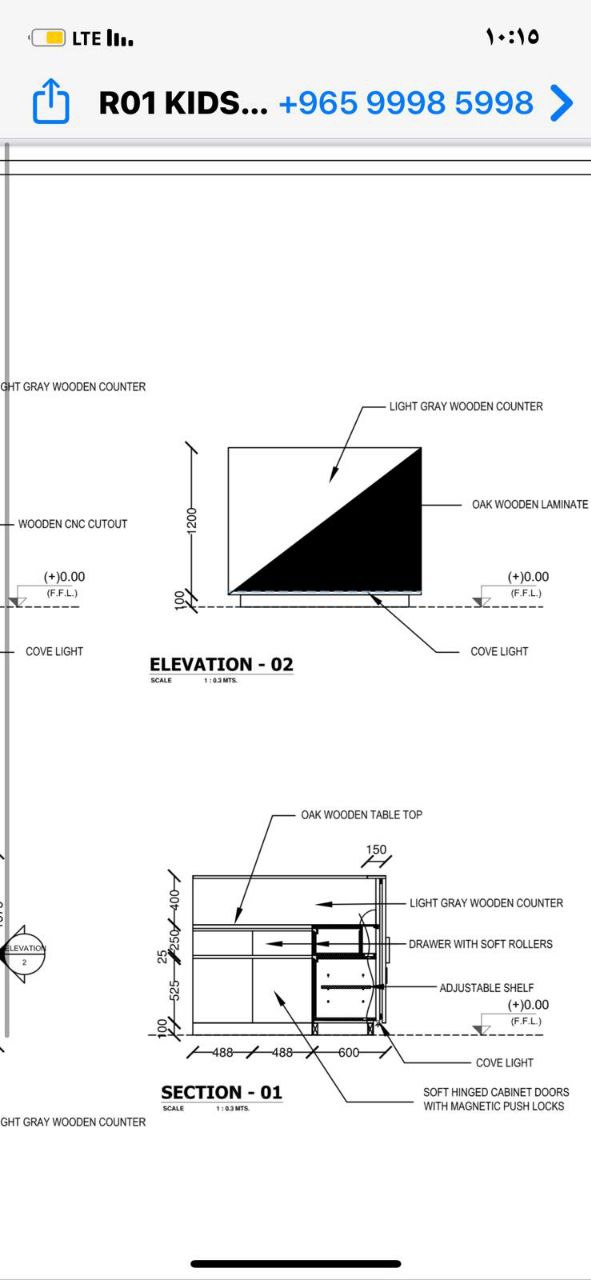 LTE
١٠:١٥
R01 KIDS... +965 9998 5998
GHT GRAY WOODEN COUNTER
LIGHT GRAY WOODEN COUNTER
OAK WOODEN LAMINATE
1200
WOODEN CNC CUTOUT
(+)0.00
(F.F.L.)
(+)0.00
(F.F.L.)
100
COVE LIGHT
COVE LIGHT
ELEVATION - 02
SCALE 1 : 0.3 MTS.
OAK WOODEN TABLE TOP
150
400
LIGHT GRAY WOODEN COUNTER
250
DRAWER WITH SOFT ROLLERS
ELEVATION
2
25
525
ADJUSTABLE SHELF
(+)0.00
(F.F.L.)
100
488 488 600
COVE LIGHT
SECTION - 01
SCALE 1 : 0.3 MTS.
SOFT HINGED CABINET DOORS
WITH MAGNETIC PUSH LOCKS
GHT GRAY WOODEN COUNTER